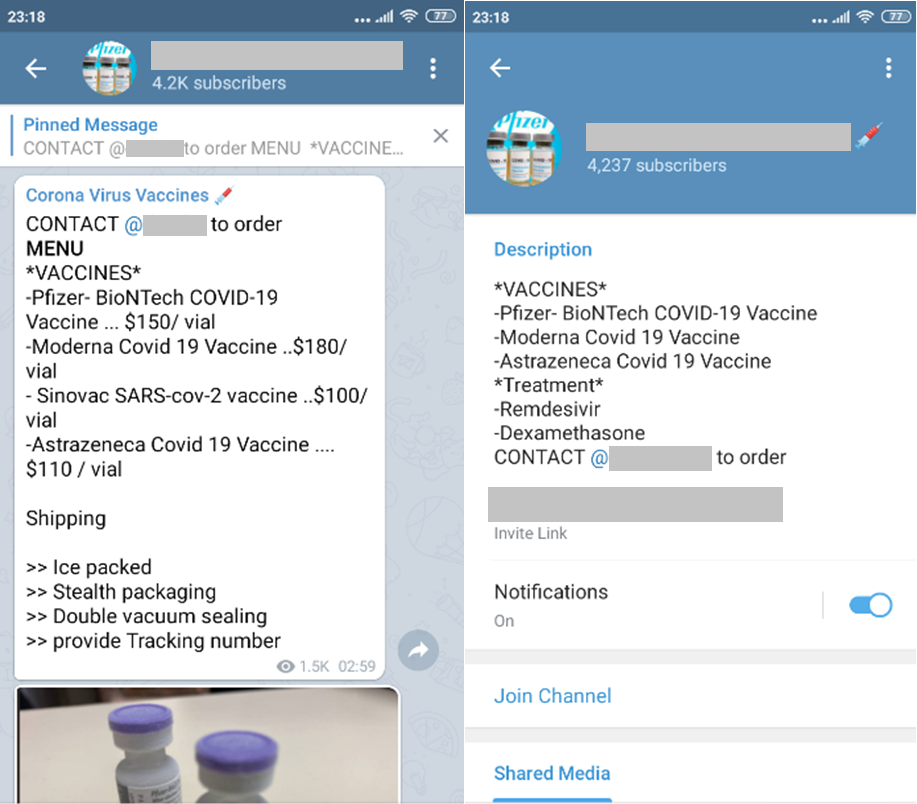 23:18
77
Pfizer
4.2K subscribers
Pinned Message
CONTACT @ to order MENU *VACCINE...
Corona Virus Vaccines
CONTACT @ to order
MENU
*VACCINES*
-Pfizer- BioNTech COVID-19
Vaccine ... $150/ vial
-Moderna Covid 19 Vaccine ..$180/
vial
- Sinovac SARS-cov-2 vaccine ..$100/
vial
-Astrazeneca Covid 19 Vaccine ....
$110 / vial
Shipping
>> Ice packed
>> Stealth packaging
>> Double vacuum sealing
>> provide Tracking number
1.5K 02:59
23:18
77
Pfizer
4,237 subscribers
Description
*VACCINES*
-Pfizer- BioNTech COVID-19 Vaccine
-Moderna Covid 19 Vaccine
-Astrazeneca Covid 19 Vaccine
*Treatment*
-Remdesivir
-Dexamethasone
CONTACT @ to order
Invite Link
Notifications
On
Join Channel
Shared Media